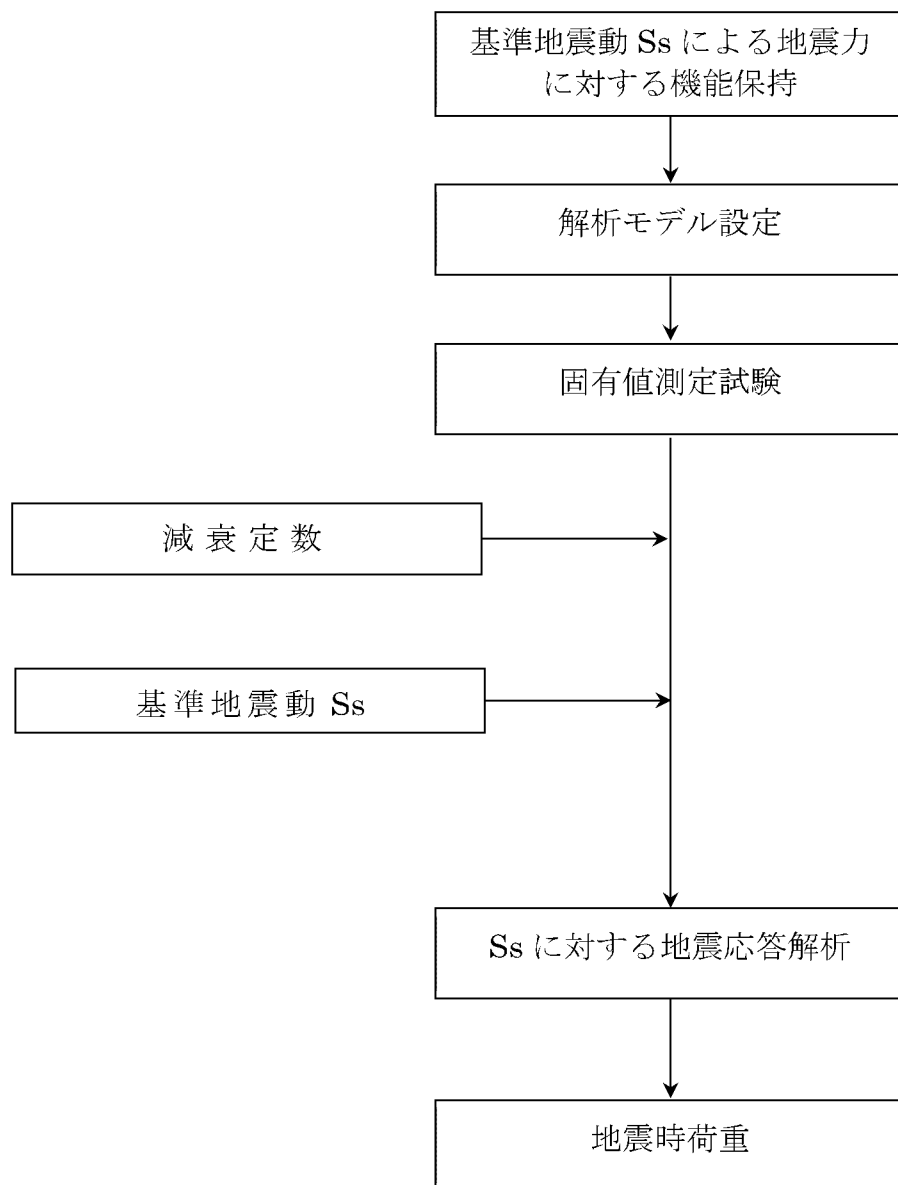 基準地震動 Ss による地震力
に対する機能保持
解析モデル設定
固有値測定試験
減衰定数
基準地震動 Ss
Ss に対する地震応答解析
地震時荷重